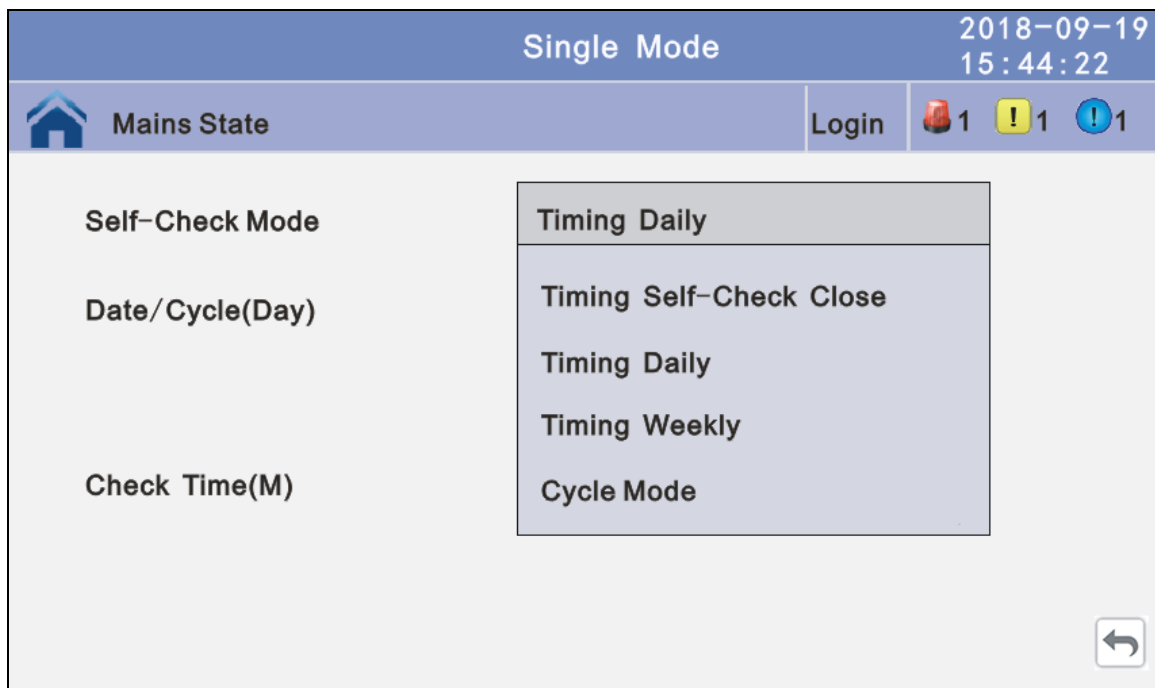 Single Mode
2018-09-19
15:44:22
Mains State
Login
1
!
1
!
1
Self-Check Mode
Timing Daily
Timing Self-Check Close
Date/Cycle(Day)
Timing Daily
Timing Weekly
Check Time(M)
Cycle Mode